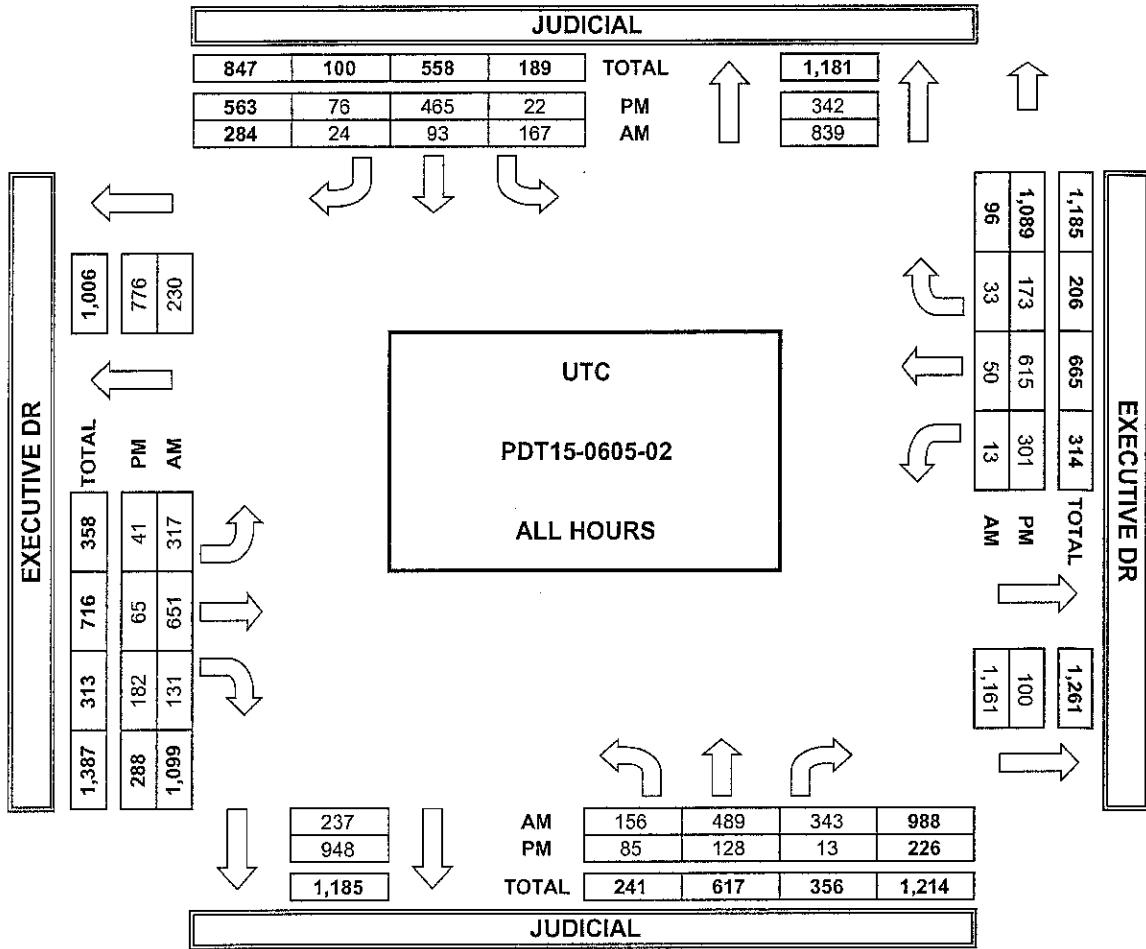 JUDICIAL
847 100 558 189 TOTAL 1,181
563 76 465 22 PM 342
284 24 93 167 AM 839
EXECUTIVE DR
1,006 776 230
TOTAL PM AM
358 41 317
716 65 651
313 182 131
1,387 288 1,099
UTC
PDT15-0605-02
ALL HOURS
96 1,089 1,185
33 173 206
50 615 665
13 301 314
AM PM TOTAL
1,161 100 1,261
EXECUTIVE DR
237 AM 156 489 343 988
948 PM 85 128 13 226
1,185 TOTAL 241 617 356 1,214
JUDICIAL